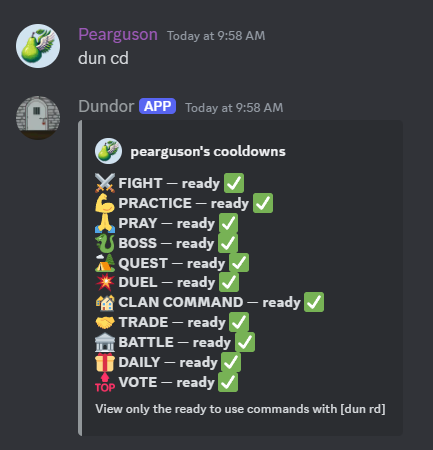 Pearguson Today at 9:58 AM
dun cd
Dundor APP Today at 9:58 AM
pearguson's cooldowns
FIGHT — ready
PRACTICE — ready
PRAY — ready
BOSS — ready
QUEST — ready
DUEL — ready
CLAN COMMAND — ready
TRADE — ready
BATTLE — ready
DAILY — ready
TOP VOTE — ready
View only the ready to use commands with [dun rd]